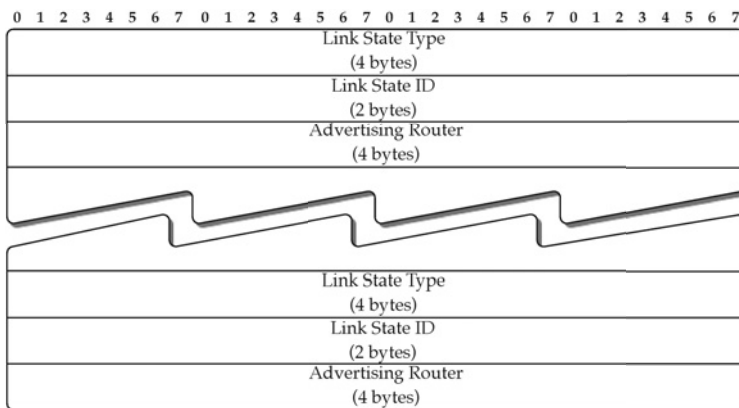 0 1 2 3 4 5 6 7 0 1 2 3 4 5 6 7 0 1 2 3 4 5 6 7 0 1 2 3 4 5 6 7
Link State Type
(4 bytes)
Link State ID
(2 bytes)
Advertising Router
(4 bytes)
Link State Type
(4 bytes)
Link State ID
(2 bytes)
Advertising Router
(4 bytes)